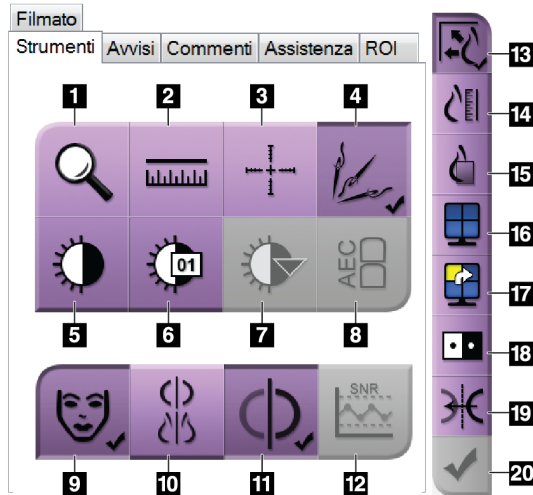 Filmato
Strumenti Avvisi Commenti Assistenza ROI
1 2 3 4
01
AEC
5 6 7 8
SNR
9 10 11 12
13
14
15
16
17
18
19
20